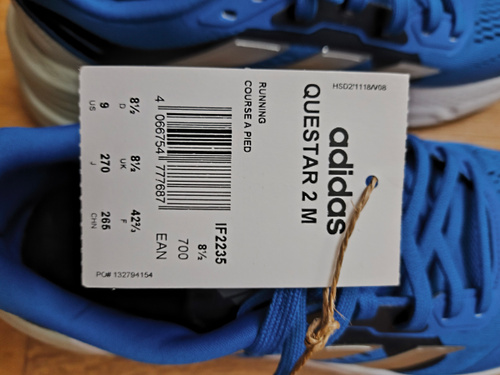 HSD2/1118/V08
adidas
QUESTAR 2 M
RUNNING
COURSE A PIED
IF2235
8½
700
EAN
4 066754 777687
8½ 8½ 42⅔
D UK F
9 270 265
US J CHN
PO# 132794154